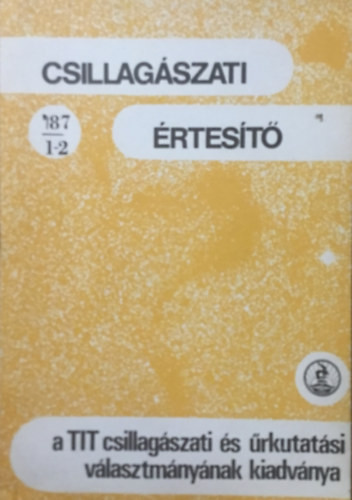 CSILLAGÁSZATI
'87
1-2
ÉRTESÍTŐ
a TIT csillagászati és űrkutatási
választmányának kiadványa